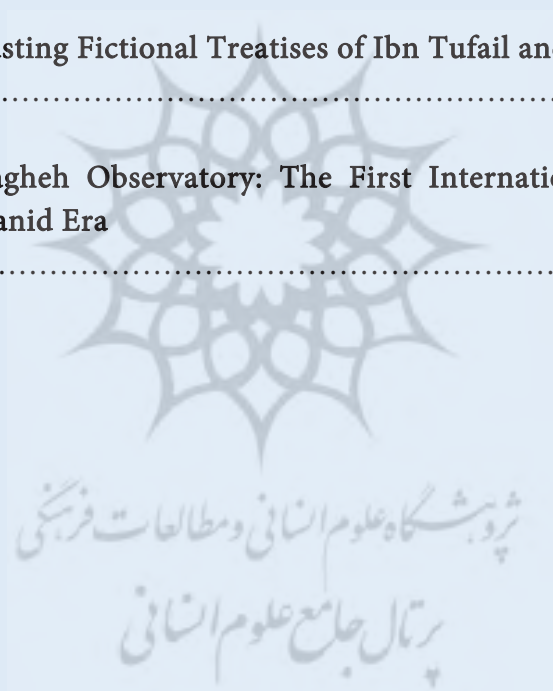 sting Fictional Treatises of Ibn Tufail and
................................................
agheh Observatory: The First Internatio
anid Era
................................................
پژوهشگاه علوم انسانی و مطالعات فرهنگی
پرتال جامع علوم انسانی